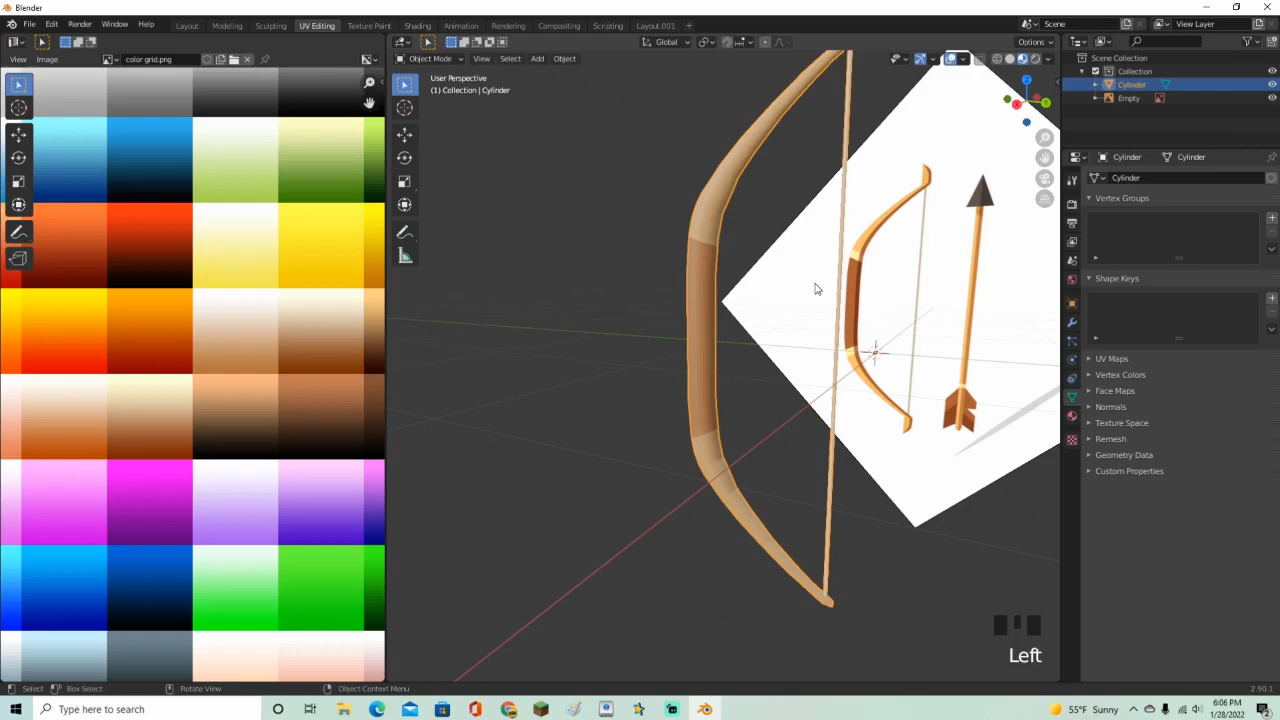 Blender
File Edit Render Window Help
Layout Modeling Sculpting UV Editing Texture Paint Shading Animation Rendering Compositing Scripting Layout.001
Scene
View Layer
Global
Options
View Image
color grid.png
Object Mode View Select Add Object
User Perspective
(1) Collection | Cylinder
Scene Collection
Collection
Cylinder
Empty
Cylinder Cylinder
Cylinder
Vertex Groups
Shape Keys
UV Maps
Vertex Colors
Face Maps
Normals
Texture Space
Remesh
Geometry Data
Custom Properties
X
Y
Z
Left
Select Box Select Rotate View Object Context Menu 2.90.1
Type here to search
55°F Sunny
6:06 PM
1/28/2022
2